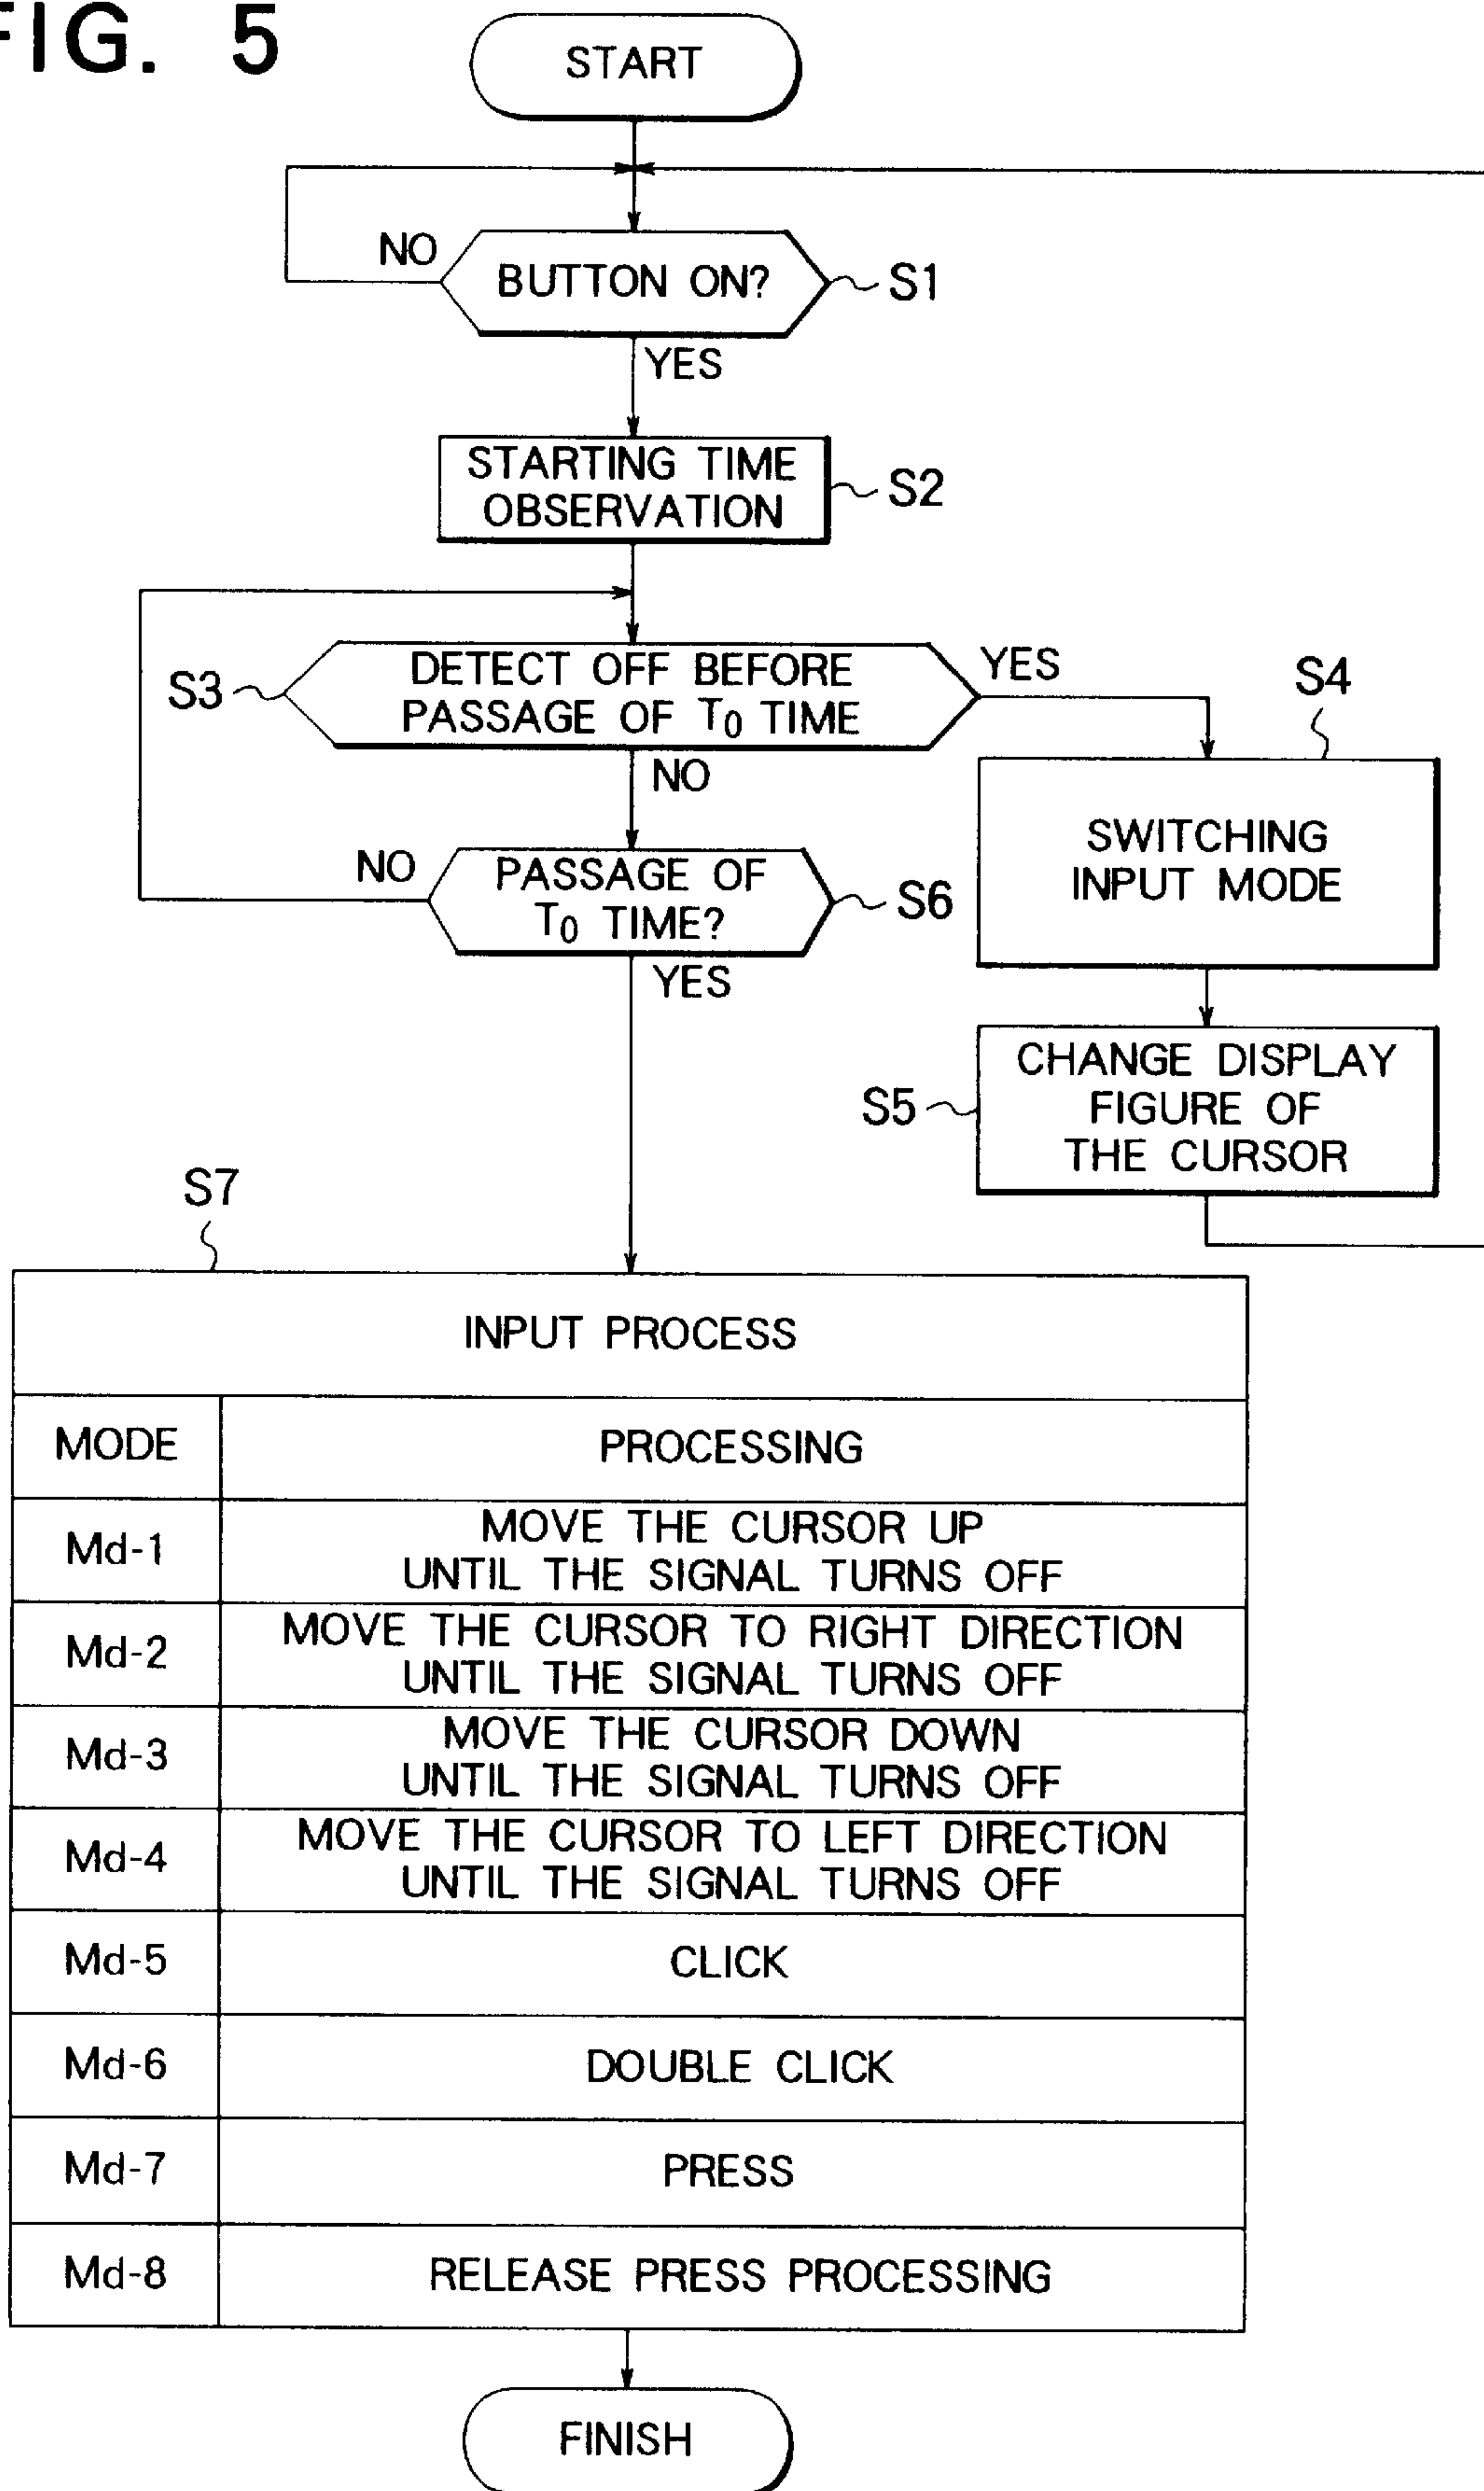 FIG. 5
START
NO
BUTTON ON?
S1
YES
STARTING TIME
OBSERVATION
S2
S3
DETECT OFF BEFORE
PASSAGE OF T0 TIME
YES
S4
NO
SWITCHING
INPUT MODE
NO
PASSAGE OF
T0 TIME?
S6
YES
S5
CHANGE DISPLAY
FIGURE OF
THE CURSOR
S7
INPUT PROCESS
MODE
PROCESSING
Md-1
MOVE THE CURSOR UP
UNTIL THE SIGNAL TURNS OFF
Md-2
MOVE THE CURSOR TO RIGHT DIRECTION
UNTIL THE SIGNAL TURNS OFF
Md-3
MOVE THE CURSOR DOWN
UNTIL THE SIGNAL TURNS OFF
Md-4
MOVE THE CURSOR TO LEFT DIRECTION
UNTIL THE SIGNAL TURNS OFF
Md-5
CLICK
Md-6
DOUBLE CLICK
Md-7
PRESS
Md-8
RELEASE PRESS PROCESSING
FINISH